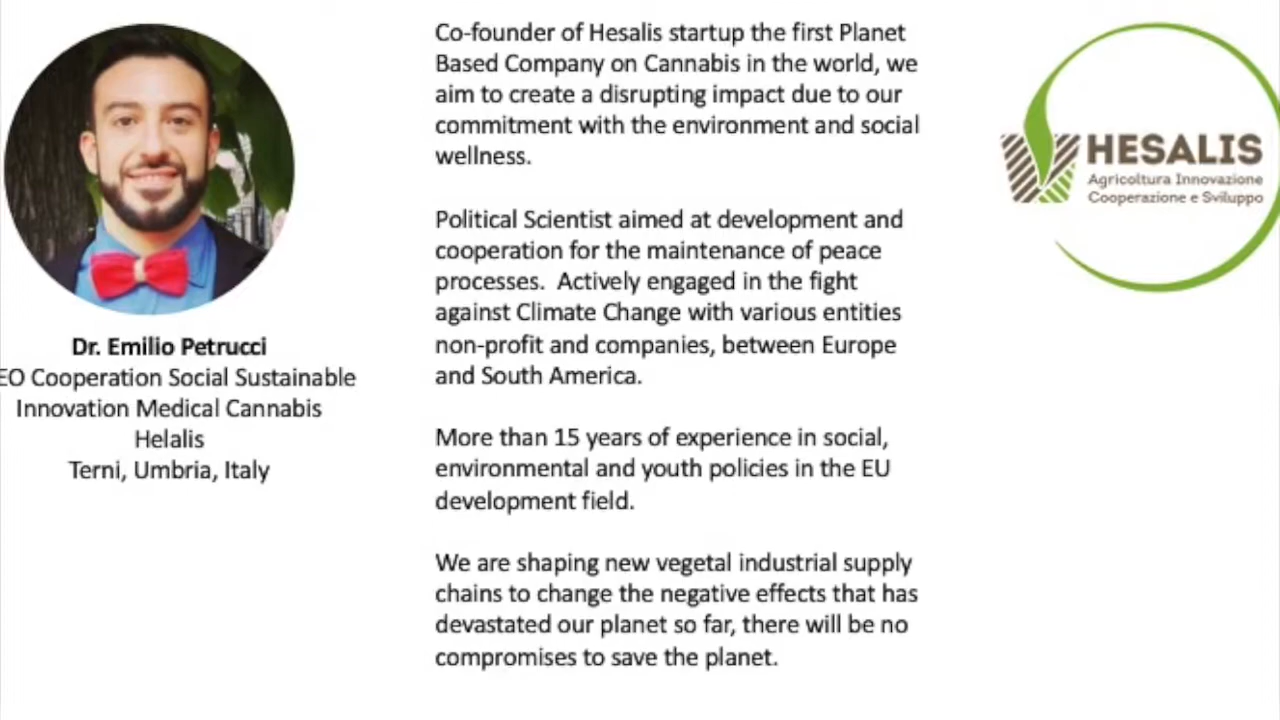 Dr. Emilio Petrucci
EO Cooperation Social Sustainable
Innovation Medical Cannabis
Helalis
Terni, Umbria, Italy
Co-founder of Hesalis startup the first Planet
Based Company on Cannabis in the world, we
aim to create a disrupting impact due to our
commitment with the environment and social
wellness.
Political Scientist aimed at development and
cooperation for the maintenance of peace
processes. Actively engaged in the fight
against Climate Change with various entities
non-profit and companies, between Europe
and South America.
More than 15 years of experience in social,
environmental and youth policies in the EU
development field.
We are shaping new vegetal industrial supply
chains to change the negative effects that has
devastated our planet so far, there will be no
compromises to save the planet.
HESALIS
Agricoltura Innovazione
Cooperazione e Sviluppo